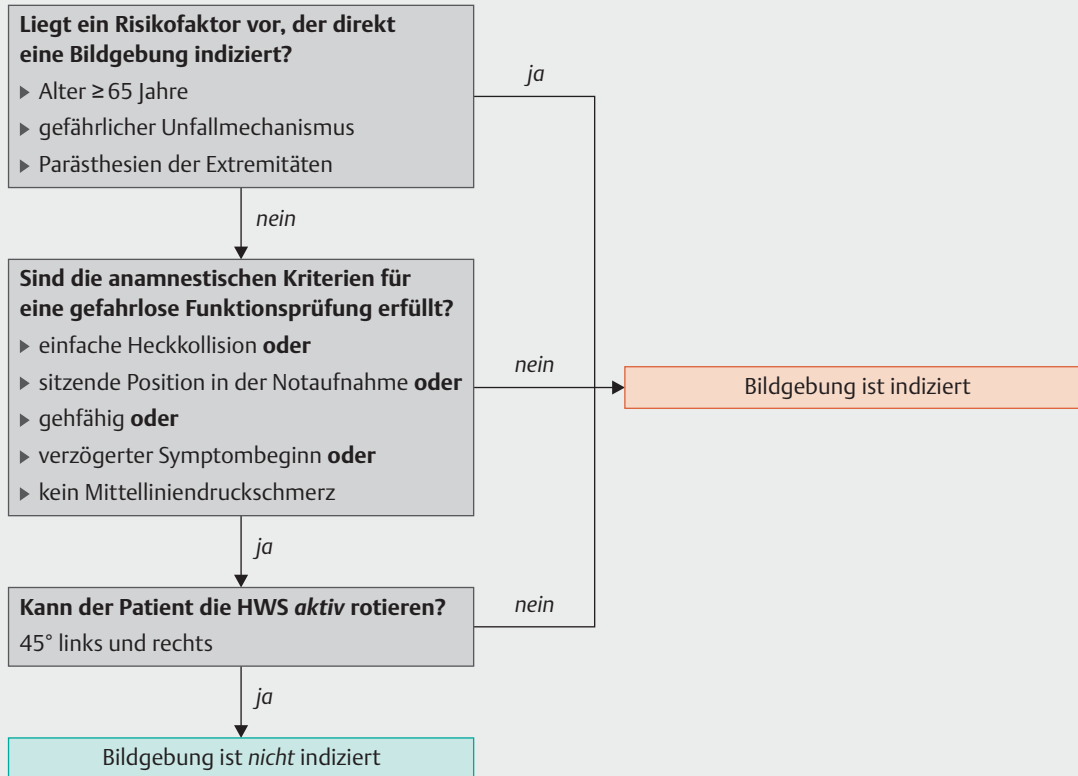 Liegt ein Risikofaktor vor, der direkt
eine Bildgebung indiziert?
▶ Alter ≥ 65 Jahre
▶ gefährlicher Unfallmechanismus
▶ Parästhesien der Extremitäten
ja
nein
Sind die anamnestischen Kriterien für
eine gefahrlose Funktionsprüfung erfüllt?
▶ einfache Heckkollision oder
▶ sitzende Position in der Notaufnahme oder
▶ gehfähig oder
▶ verzögerter Symptombeginn oder
▶ kein Mittelliniendruckschmerz
nein
Bildgebung ist indiziert
ja
Kann der Patient die HWS aktiv rotieren?
45° links und rechts
nein
ja
Bildgebung ist nicht indiziert